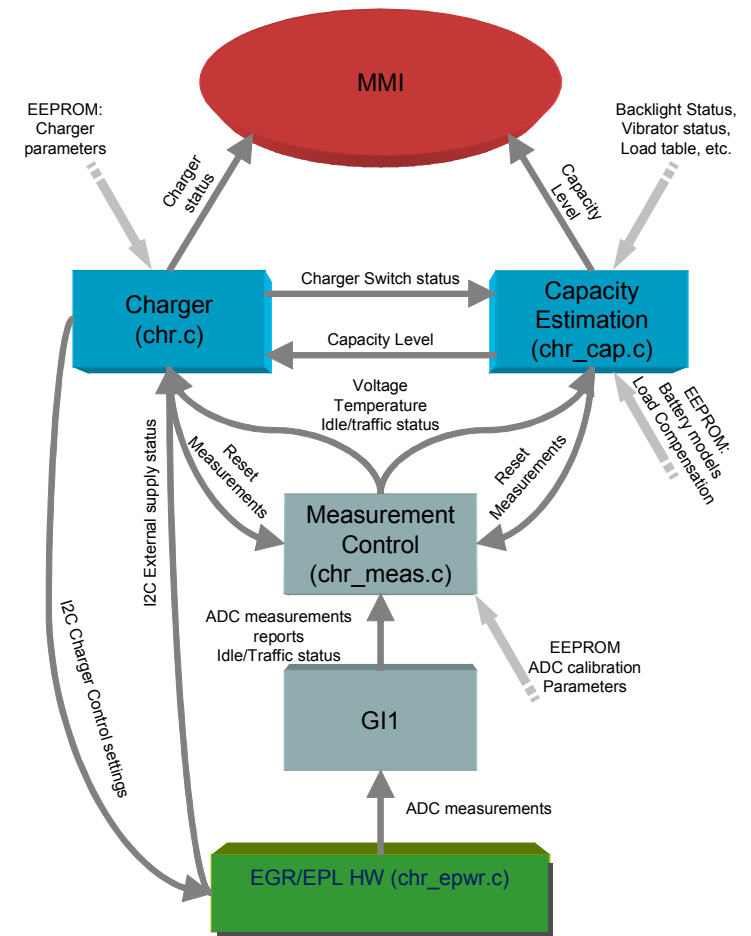 MMI
EEPROM:
Charger
parameters
Backlight Status,
Vibrator status,
Load table, etc.
Charger
status
Capacity
Level
Charger
(chr.c)
Charger Switch status
Capacity Level
Capacity
Estimation
(chr_cap.c)
Voltage
Temperature
Idle/traffic status
EEPROM:
Battery models
Load Compensation
Reset
Measurements
Reset
Measurements
I2C External supply status
Measurement
Control
(chr_meas.c)
ADC measurements
reports
Idle/Traffic status
EEPROM
ADC calibration
Parameters
I2C Charger Control settings
GI1
ADC measurements
EGR/EPL HW (chr_epwr.c)